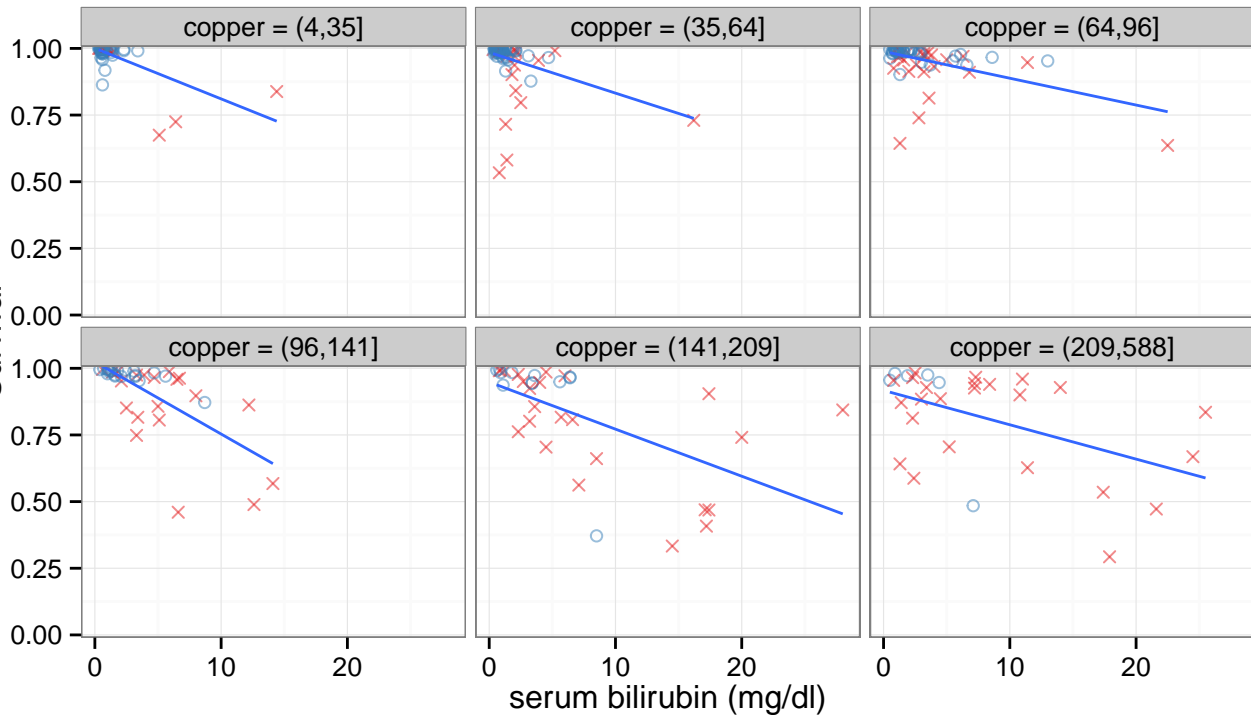 copper = (4,35] copper = (35,64] copper = (64,96]
1.00
0.75
0.50
0.25
0.00
copper = (96,141] copper = (141,209] copper = (209,588]
1.00
0.75
0.50
0.25
0.00
0 10 20 0 10 20 0 10 20
serum bilirubin (mg/dl)